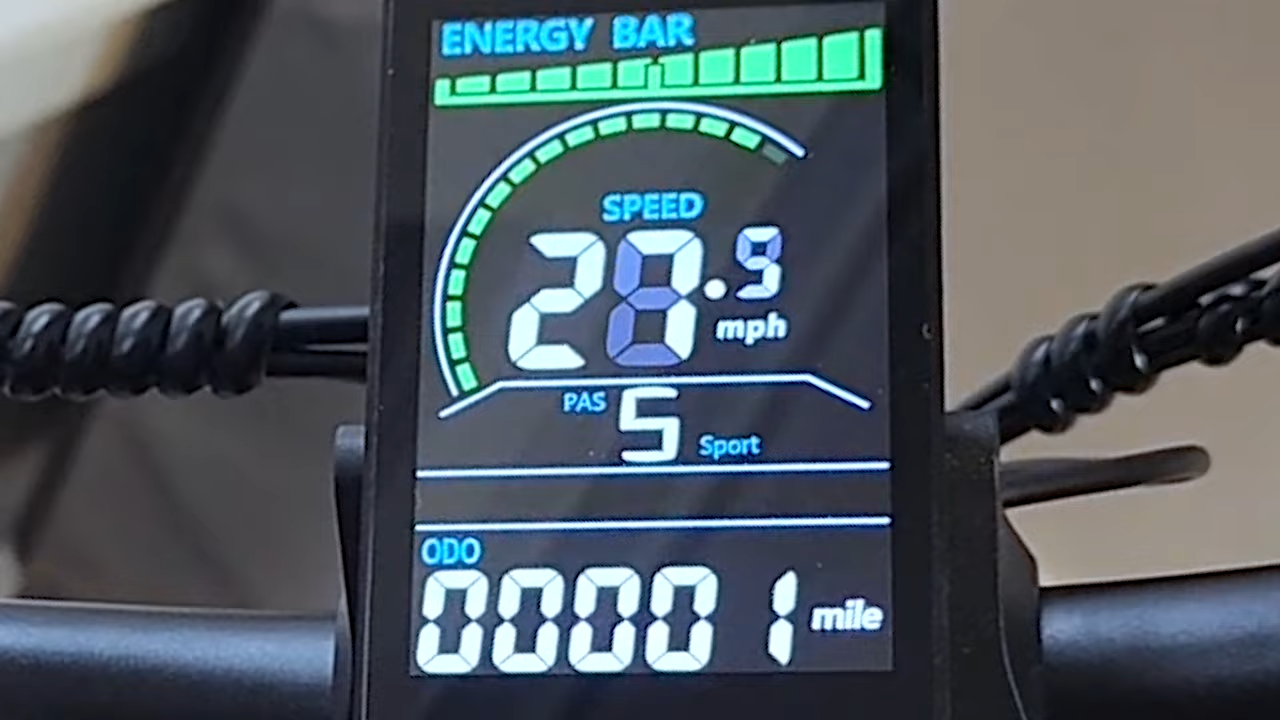 ENERGY BAR
SPEED
28.9
mph
PAS 5 Sport
ODO
00001 mile